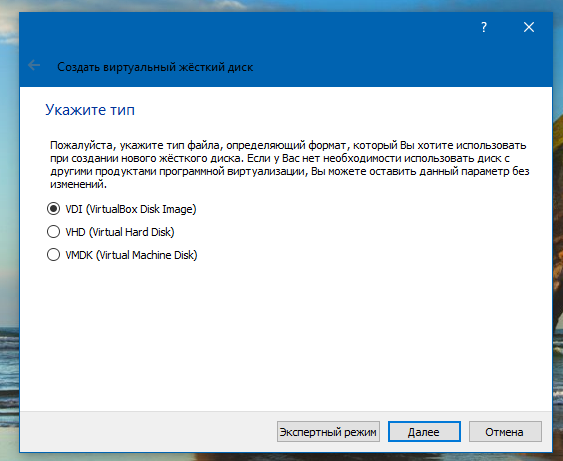 ?
Создать виртуальный жёсткий диск
Укажите тип
Пожалуйста, укажите тип файла, определяющий формат, который Вы хотите использовать
при создании нового жёсткого диска. Если у Вас нет необходимости использовать диск с
другими продуктами программной виртуализации, Вы можете оставить данный параметр без
изменений.
VDI (VirtualBox Disk Image)
VHD (Virtual Hard Disk)
VMDK (Virtual Machine Disk)
Экспертный режим Далее Отмена